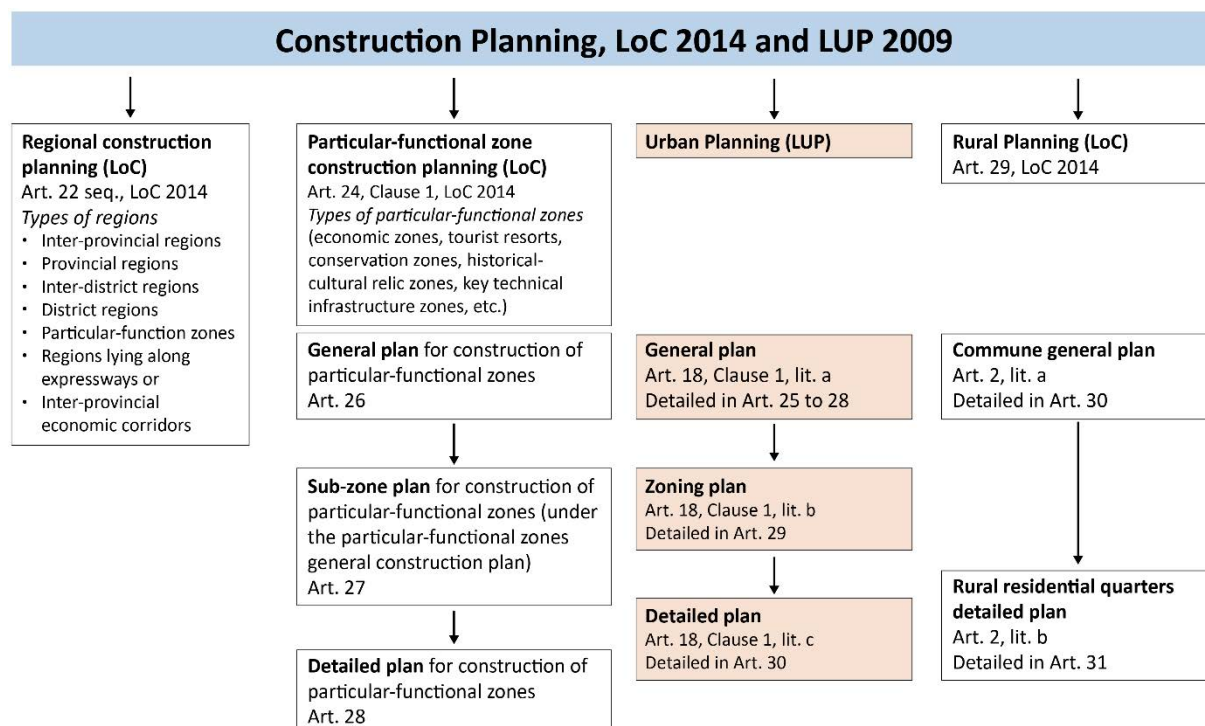 Construction Planning, LoC 2014 and LUP 2009
Regional construction
planning (LoC)
Art. 22 seq., LoC 2014
Types of regions
• Inter-provincial regions
• Provincial regions
• Inter-district regions
• District regions
• Particular-function zones
• Regions lying along
expressways or
• Inter-provincial
economic corridors
Particular-functional zone
construction planning (LoC)
Art. 24, Clause 1, LoC 2014
Types of particular-functional zones
(economic zones, tourist resorts,
conservation zones, historical-
cultural relic zones, key technical
infrastructure zones, etc.)
General plan for construction of
particular-functional zones
Art. 26
Sub-zone plan for construction of
particular-functional zones (under
the particular-functional zones
general construction plan)
Art. 27
Detailed plan for construction of
particular-functional zones
Art. 28
Urban Planning (LUP)
General plan
Art. 18, Clause 1, lit. a
Detailed in Art. 25 to 28
Zoning plan
Art. 18, Clause 1, lit. b
Detailed in Art. 29
Detailed plan
Art. 18, Clause 1, lit. c
Detailed in Art. 30
Rural Planning (LoC)
Art. 29, LoC 2014
Commune general plan
Art. 2, lit. a
Detailed in Art. 30
Rural residential quarters
detailed plan
Art. 2, lit. b
Detailed in Art. 31